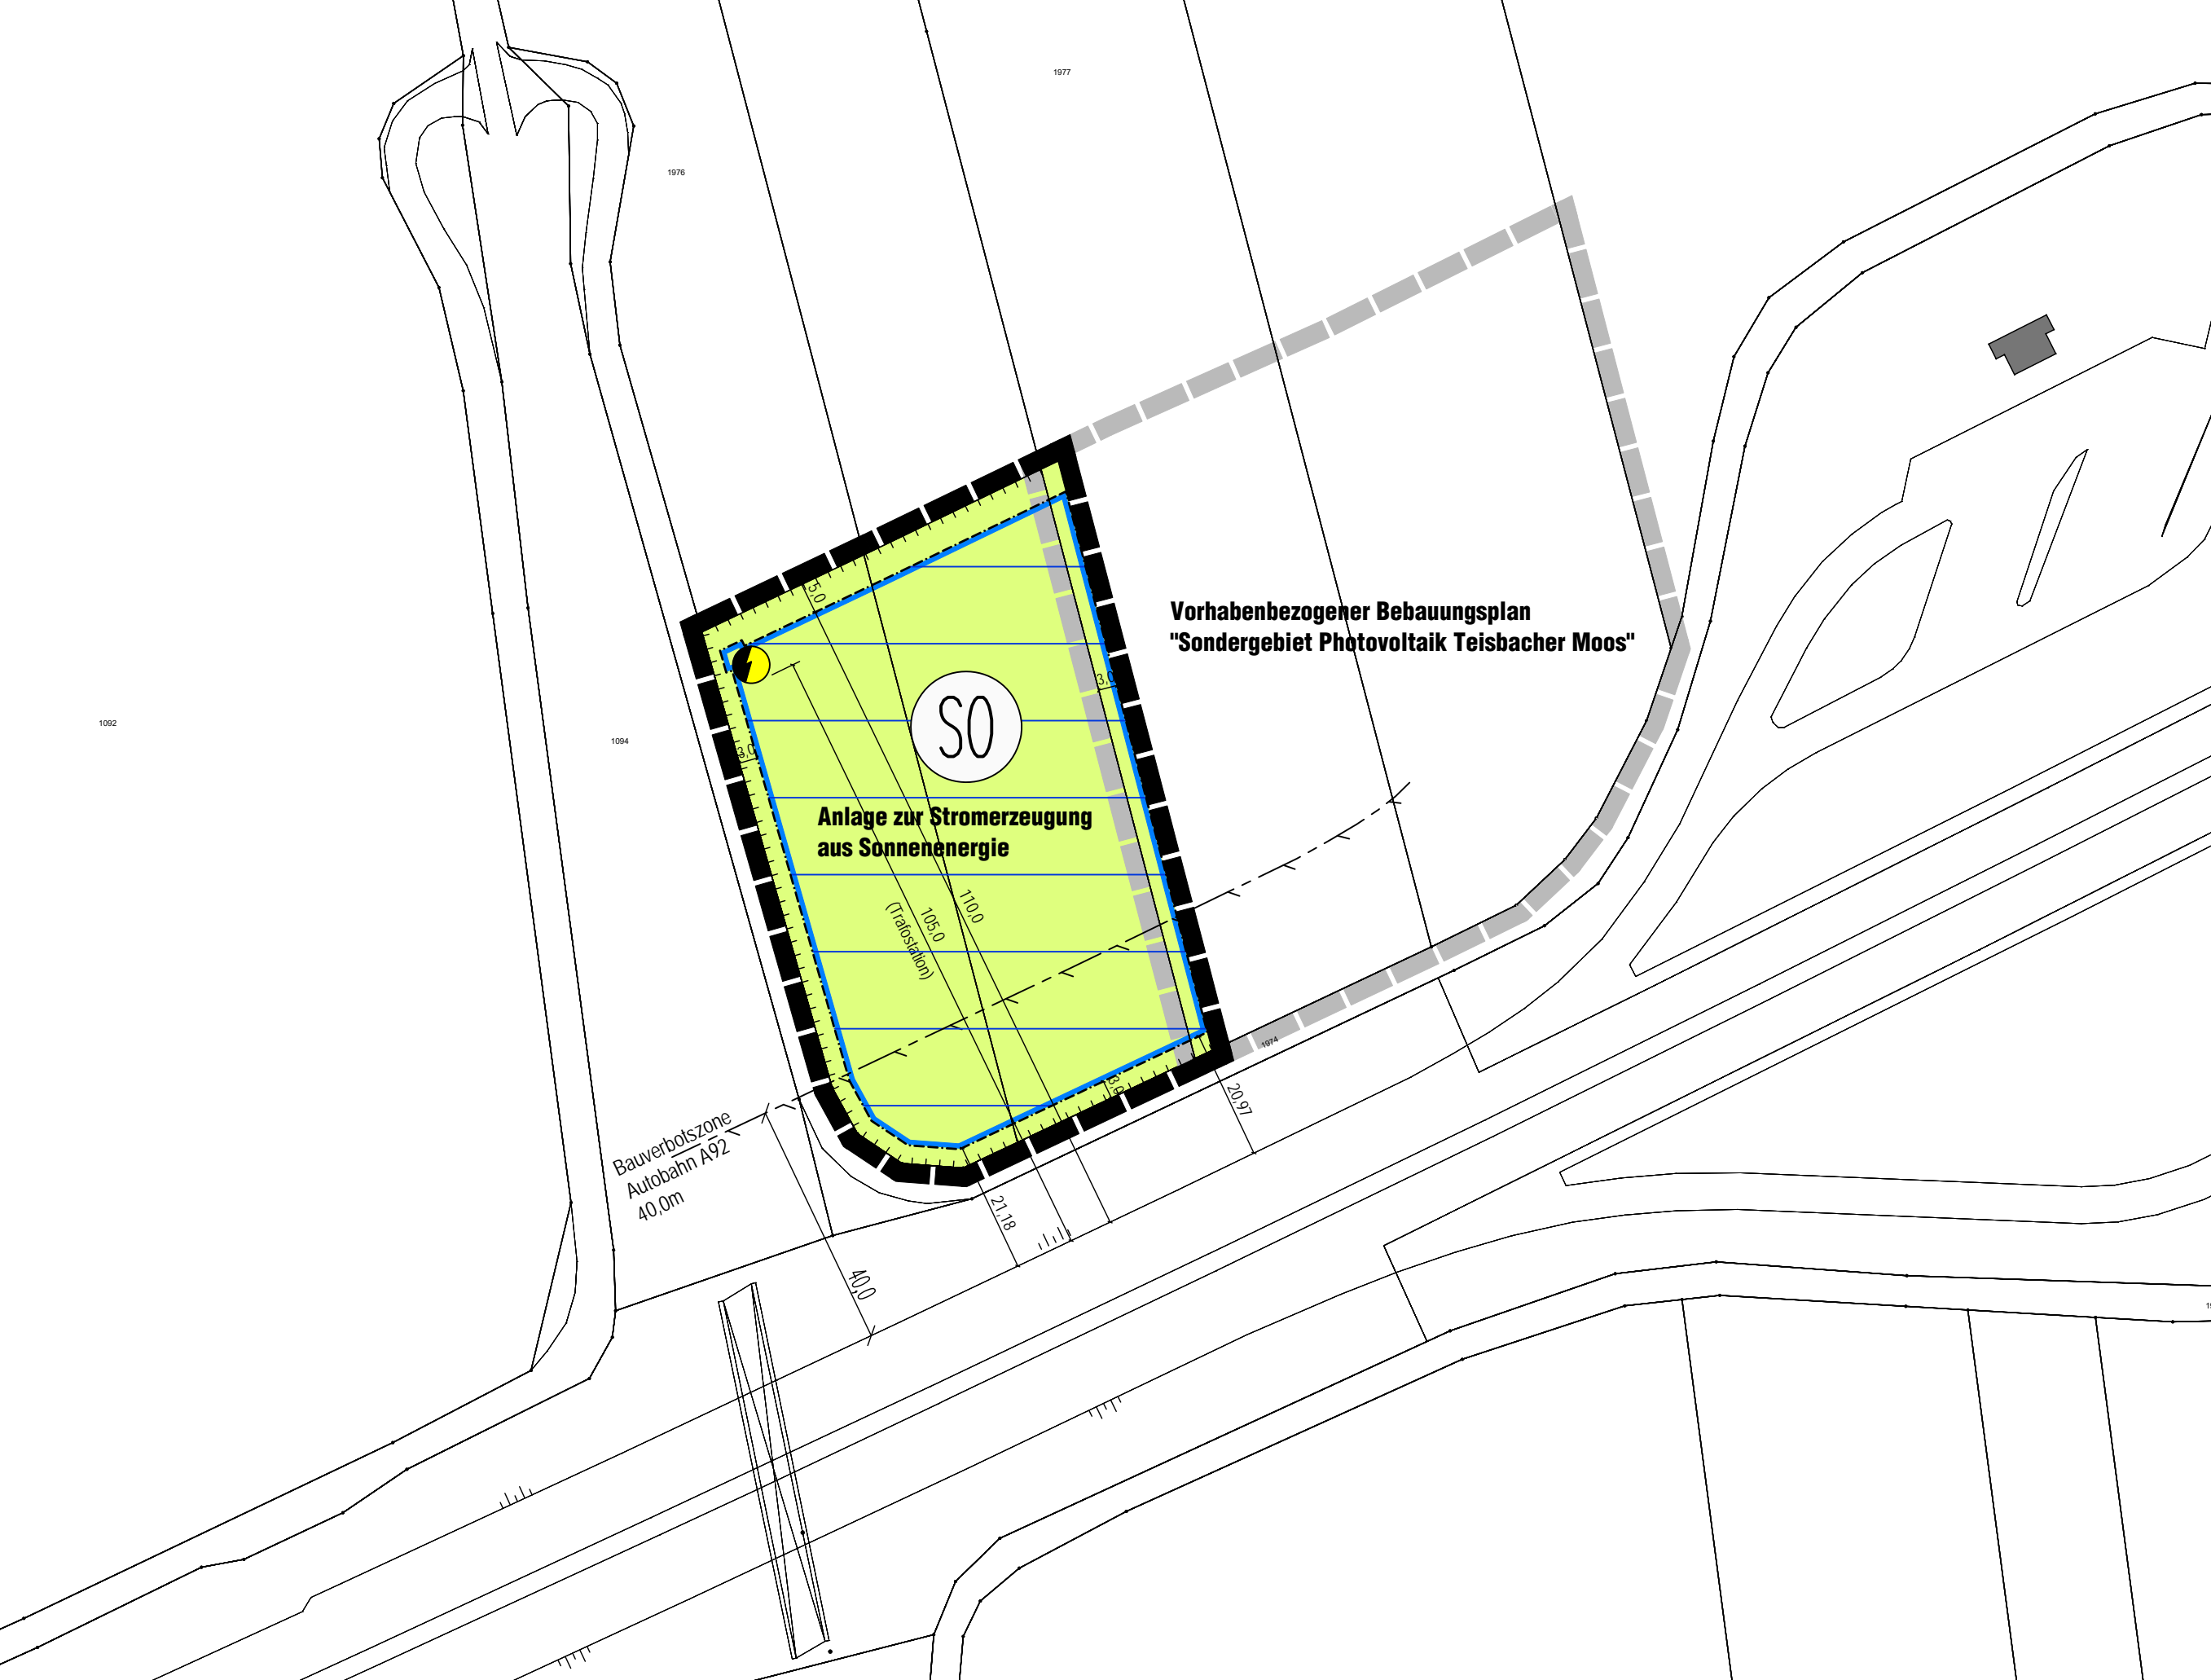 1977
1976
Vorhabenbezogener Bebauungsplan
"Sondergebiet Photovoltaik Teisbacher Moos"
5,0
3,0
SO
1092
1094
3,0
Anlage zur Stromerzeugung
aus Sonnenenergie
110,0
105,0
(Trafostation)
1974
3,0
20,97
Bauverbotszone
Autobahn A92
40,0m
21,18
40,0